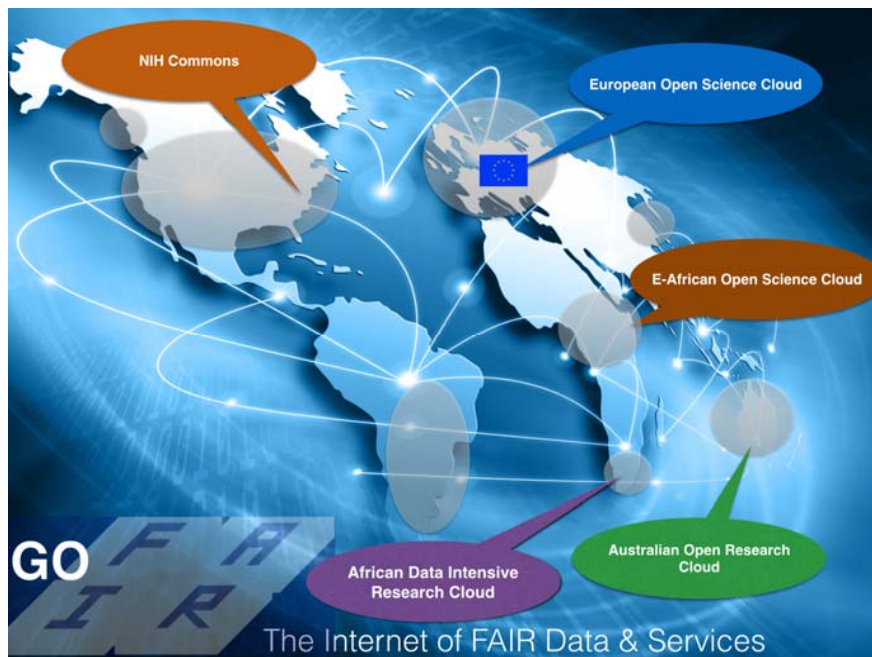 NIH Commons
European Open Science Cloud
E-African Open Science Cloud
Australian Open Research
Cloud
African Data Intensive
Research Cloud
GO
F A
I R
The Internet of FAIR Data & Services